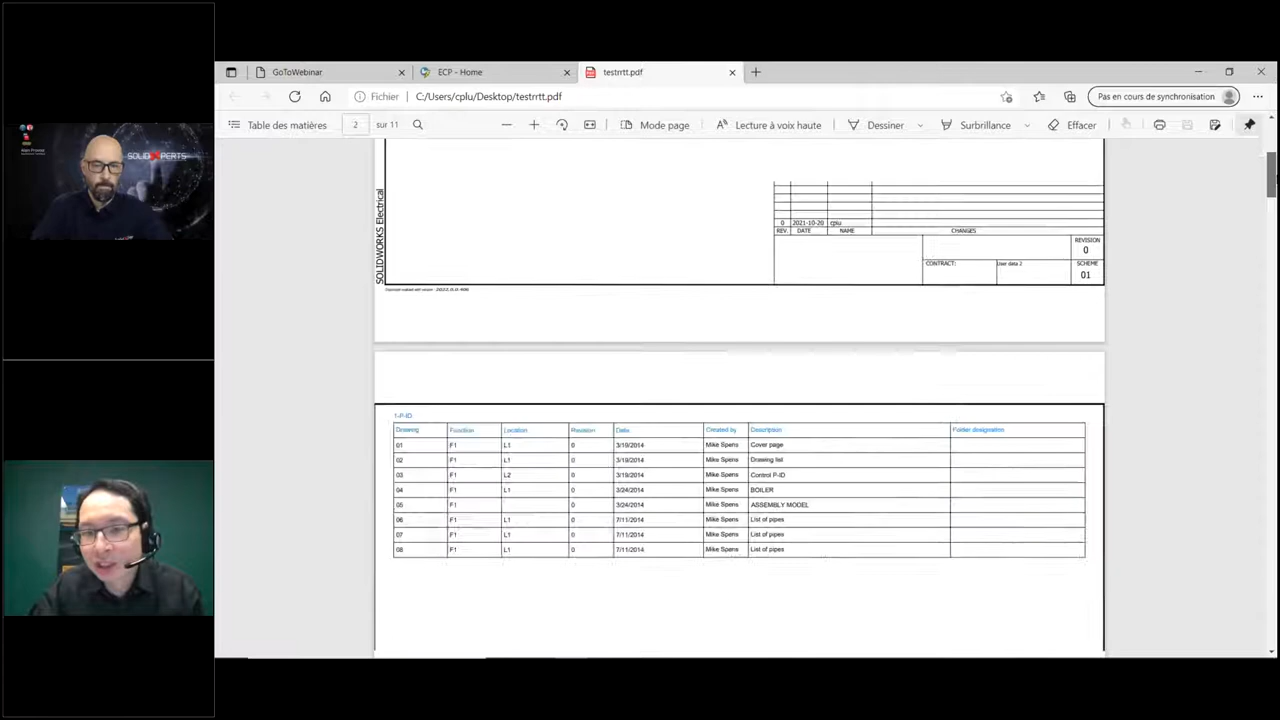 GoToWebinar
ECP - Home
testrrtt.pdf
Fichier
C:/Users/cplu/Desktop/testrrtt.pdf
Pas en cours de synchronisation
Table des matières
2
sur 11
Mode page
Lecture à voix haute
Dessiner
Surbrillance
Effacer
SOLIDXPERTS
SOLIDWORKS Electrical
0 2021-10-20 cplu
REV. DATE NAME CHANGES
REVISION
0
CONTRACT: User data 2 SCHEME
01
1-P-ID
Drawing Function Location Revision Date Created by Description Folder designation
01 F1 L1 0 3/19/2014 Mike Spens Cover page
02 F1 L1 0 3/19/2014 Mike Spens Drawing list
03 F1 L2 0 3/19/2014 Mike Spens Control P-ID
04 F1 L1 0 3/24/2014 Mike Spens BOILER
05 F1 0 3/24/2014 Mike Spens ASSEMBLY MODEL
06 F1 L1 0 7/11/2014 Mike Spens List of pipes
07 F1 L1 0 7/11/2014 Mike Spens List of pipes
08 F1 L1 0 7/11/2014 Mike Spens List of pipes